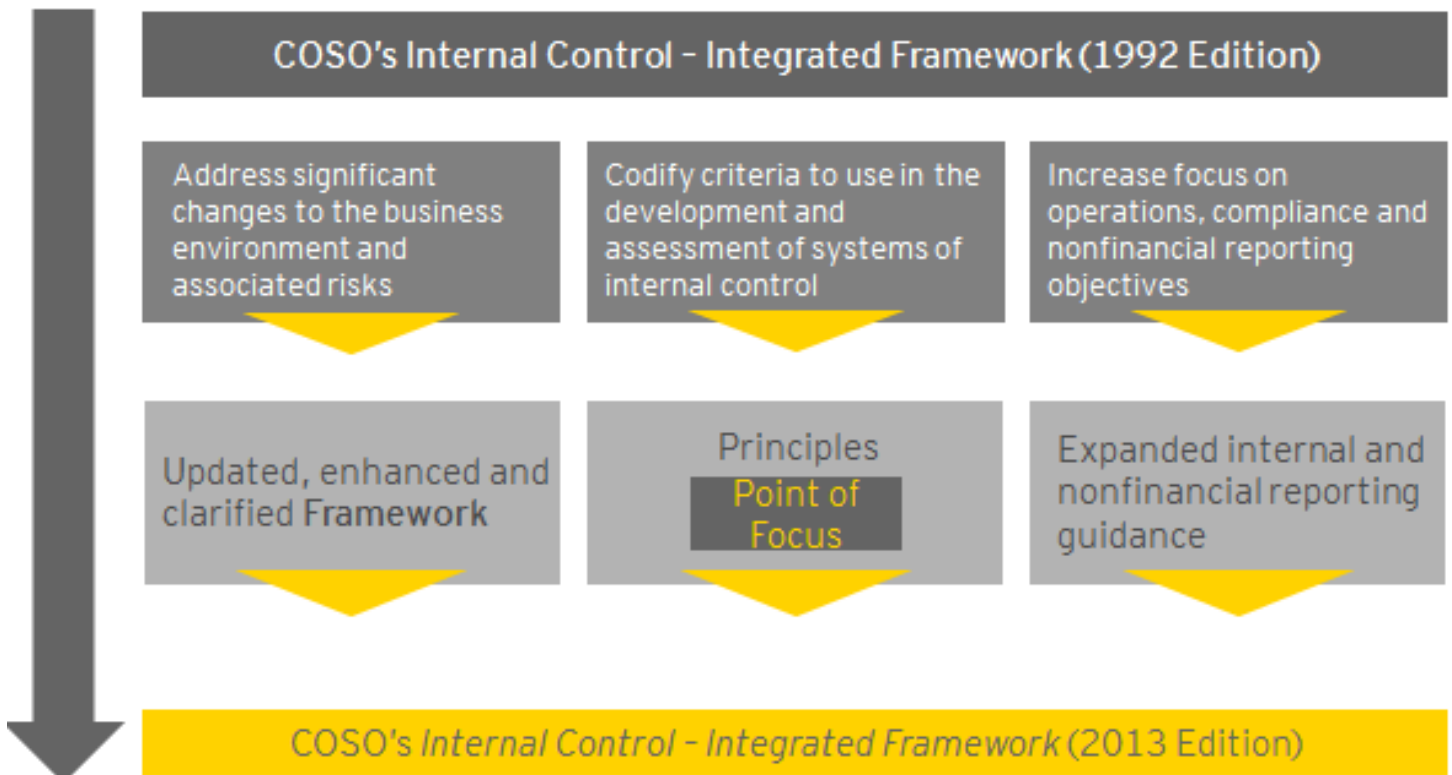 COSO's Internal Control – Integrated Framework (1992 Edition)
Address significant
changes to the business
environment and
associated risks
Codify criteria to use in the
development and
assessment of systems of
internal control
Increase focus on
operations, compliance and
nonfinancial reporting
objectives
Updated, enhanced and
clarified Framework
Principles
Point of
Focus
Expanded internal and
nonfinancial reporting
guidance
COSO's Internal Control – Integrated Framework (2013 Edition)